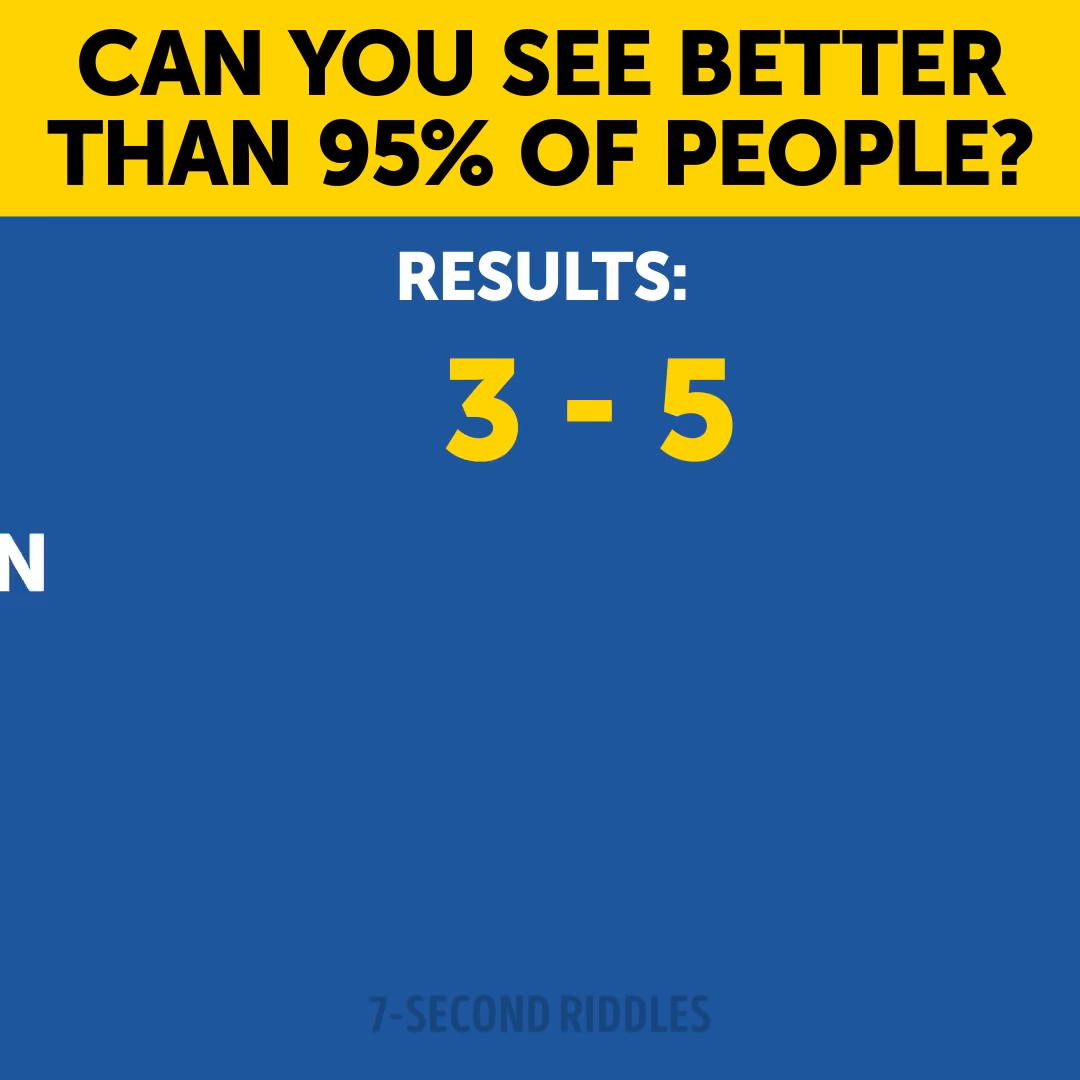 CAN YOU SEE BETTER
THAN 95% OF PEOPLE?
RESULTS:
3 - 5
N
7-SECOND RIDDLES